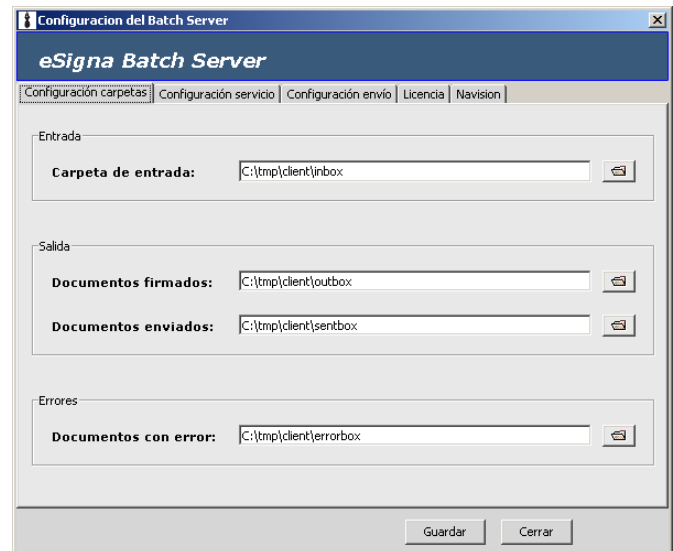 Configuracion del Batch Server
eSigna Batch Server
Configuración carpetas Configuración servicio Configuración envío Licencia Navision
Entrada
Carpeta de entrada: C:\tmp\client\inbox
Salida
Documentos firmados: C:\tmp\client\outbox
Documentos enviados: C:\tmp\client\sentbox
Errores
Documentos con error: C:\tmp\client\errorbox
Guardar Cerrar